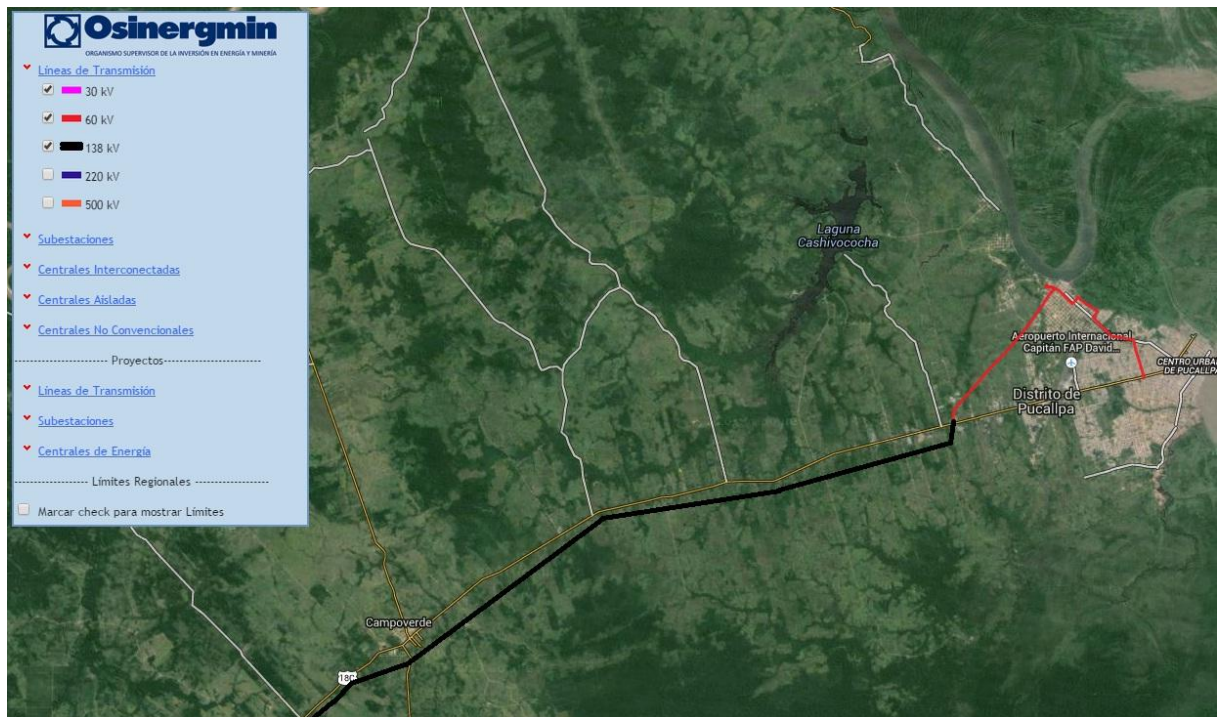 Osinergmin
ORGANISMO SUPERVISOR DE LA INVERSIÓN EN ENERGÍA Y MINERÍA
Líneas de Transmisión
30 kV
60 kV
138 kV
220 kV
500 kV
Subestaciones
Centrales Interconectadas
Centrales Aisladas
Centrales No Convencionales
---------------------- Proyectos-----------------------
Líneas de Transmisión
Subestaciones
Centrales de Energía
----------------- Límites Regionales -----------------
Marcar check para mostrar Límites
Laguna
Cashivococha
Aeropuerto Internacional
Capitán FAP David...
CENTRO URBA
DE PUCALLPA
Distrito de
Pucallpa
Campoverde
18C